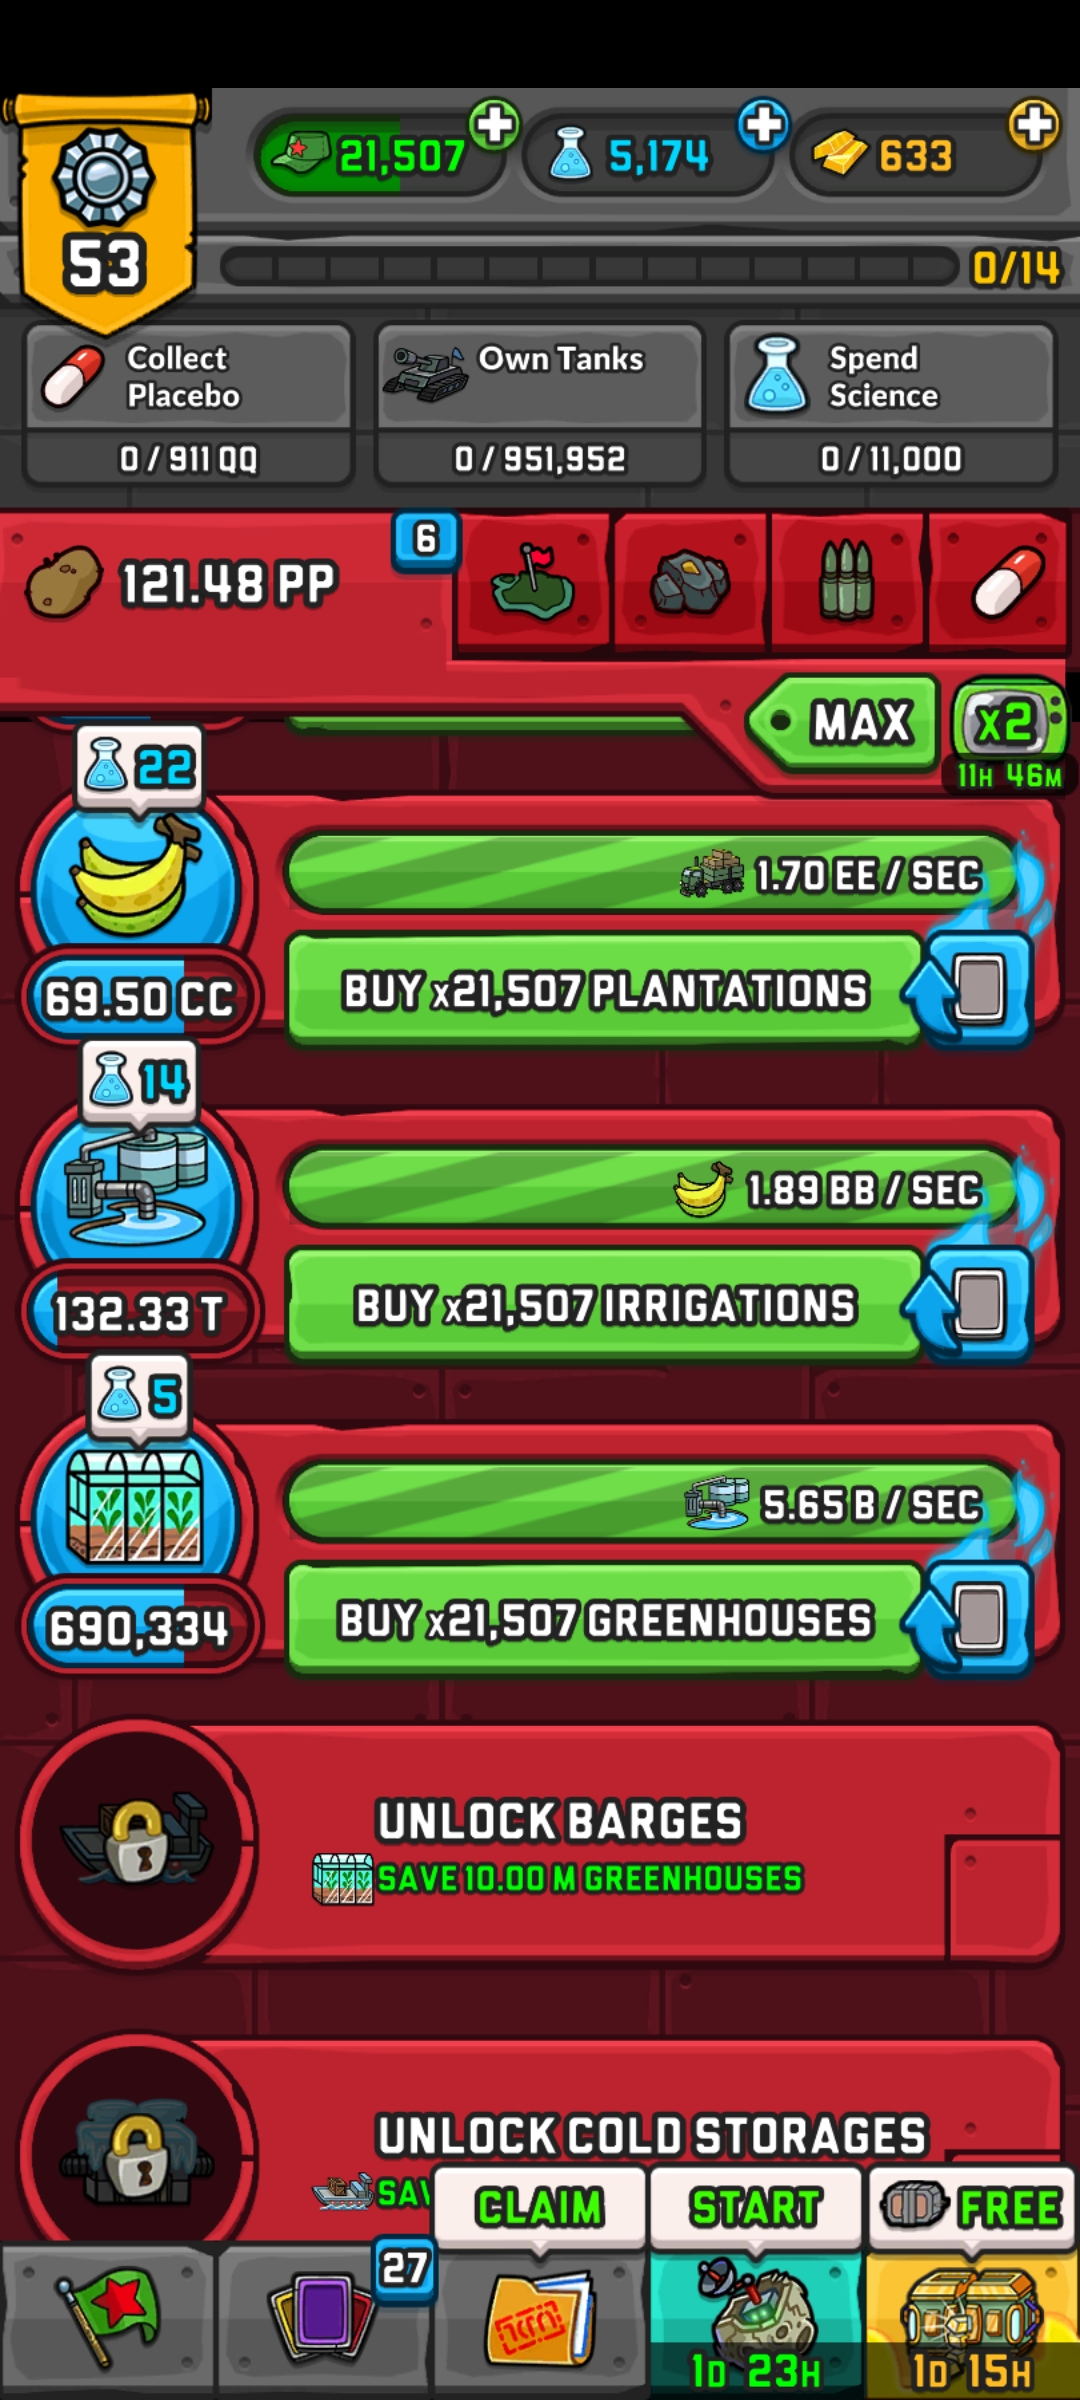 21,507
5,174
633
53
0/14
Collect
Placebo
0 / 911 QQ
Own Tanks
0 / 951,952
Spend
Science
0 / 11,000
121.48 PP
6
MAX
x2
11H 46M
22
1.70 EE / SEC
69.50 CC
BUY x21,507 PLANTATIONS
14
1.89 BB / SEC
132.33 T
BUY x21,507 IRRIGATIONS
5
5.65 B / SEC
690,334
BUY x21,507 GREENHOUSES
UNLOCK BARGES
SAVE 10.00 M GREENHOUSES
UNLOCK COLD STORAGES
CLAIM
START
FREE
27
1D 23H
1D 15H